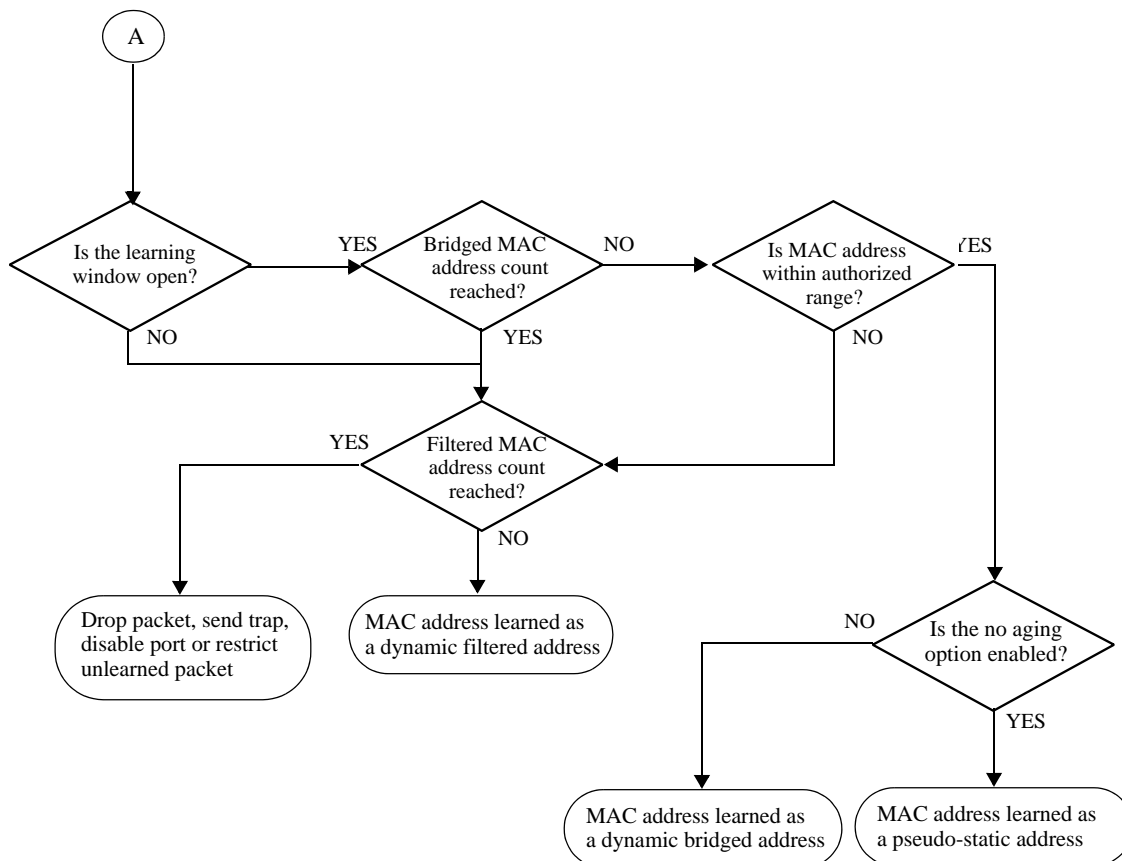 A
Is the learning
window open?
YES
Bridged MAC
address count
reached?
NO
Is MAC address
within authorized
range?
YES
NO
YES
NO
YES
Filtered MAC
address count
reached?
NO
Drop packet, send trap,
disable port or restrict
unlearned packet
MAC address learned as
a dynamic filtered address
NO
Is the no aging
option enabled?
YES
MAC address learned as
a dynamic bridged address
MAC address learned as
a pseudo-static address